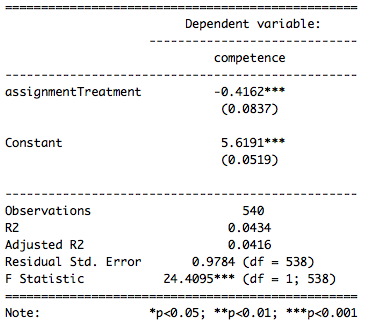 Dependent variable:
competence
assignmentTreatment -0.4162***
(0.0837)
Constant 5.6191***
(0.0519)
Observations 540
R2 0.0434
Adjusted R2 0.0416
Residual Std. Error 0.9784 (df = 538)
F Statistic 24.4095*** (df = 1; 538)
Note: *p<0.05; **p<0.01; ***p<0.001